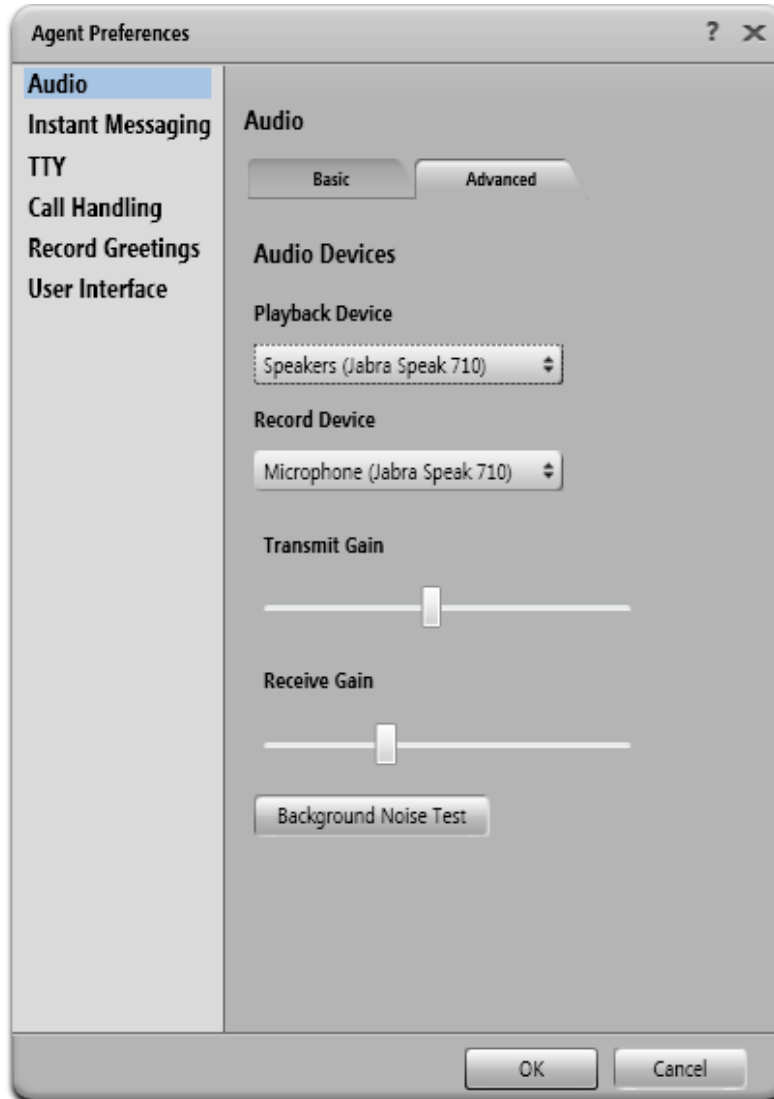 Agent Preferences ? X
Audio
Instant Messaging
TTY
Call Handling
Record Greetings
User Interface
Audio
Basic Advanced
Audio Devices
Playback Device
Speakers (Jabra Speak 710)
Record Device
Microphone (Jabra Speak 710)
Transmit Gain
Receive Gain
Background Noise Test
OK Cancel